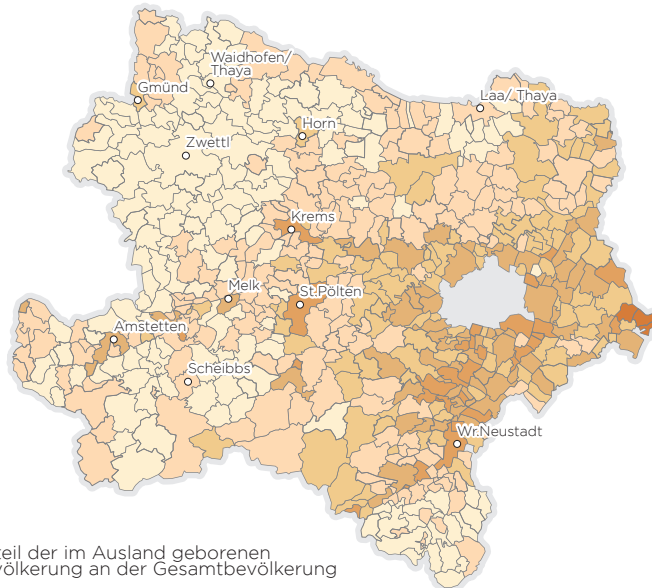 Waidhofen/
Thaya
Gmünd
Laa/ Thaya
Horn
Zwettl
Krems
Melk
St.Pölten
Amstetten
Scheibbs
Wr.Neustadt
teil der im Ausland geborenen
völkerung an der Gesamtbevölkerung